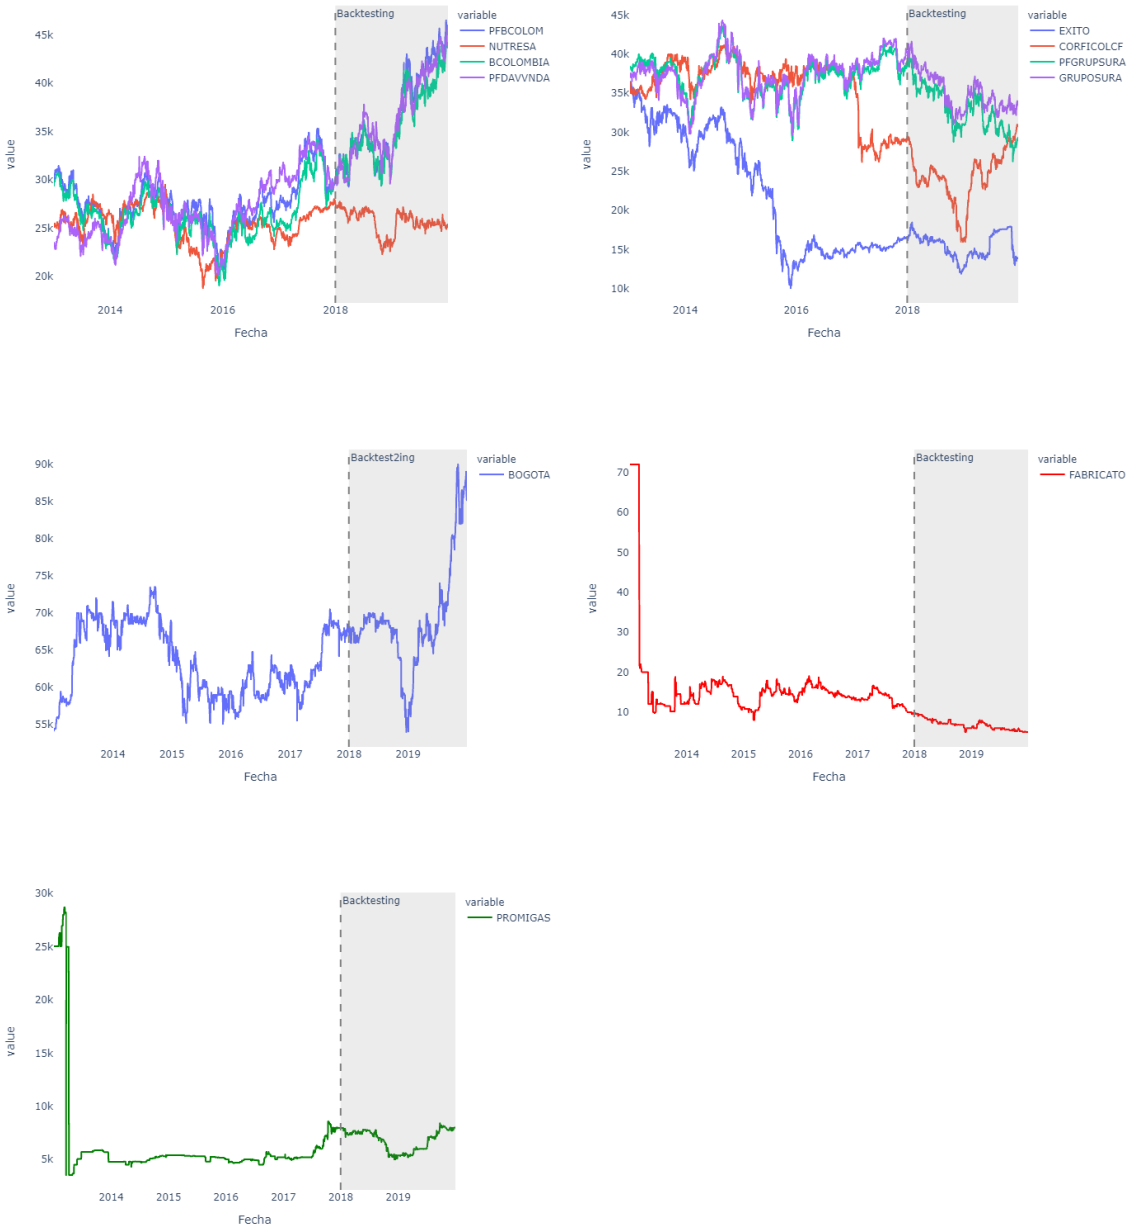 Backtesting
variable
PFBCOLOM
NUTRESA
BCOLOMBIA
PFDAVVNDA
45k
40k
35k
30k
25k
20k
value
2014
2016
2018
Fecha
Backtesting
variable
EXITO
CORFICOLCF
PFGRUPSURA
GRUPOSURA
45k
40k
35k
30k
25k
20k
15k
10k
value
2014
2016
2018
Fecha
Backtest2ing
variable
BOGOTA
90k
85k
80k
75k
70k
65k
60k
55k
value
2014
2015
2016
2017
2018
2019
Fecha
Backtesting
variable
FABRICATO
70
60
50
40
30
20
10
value
2014
2015
2016
2017
2018
2019
Fecha
Backtesting
variable
PROMIGAS
30k
25k
20k
15k
10k
5k
value
2014
2015
2016
2017
2018
2019
Fecha